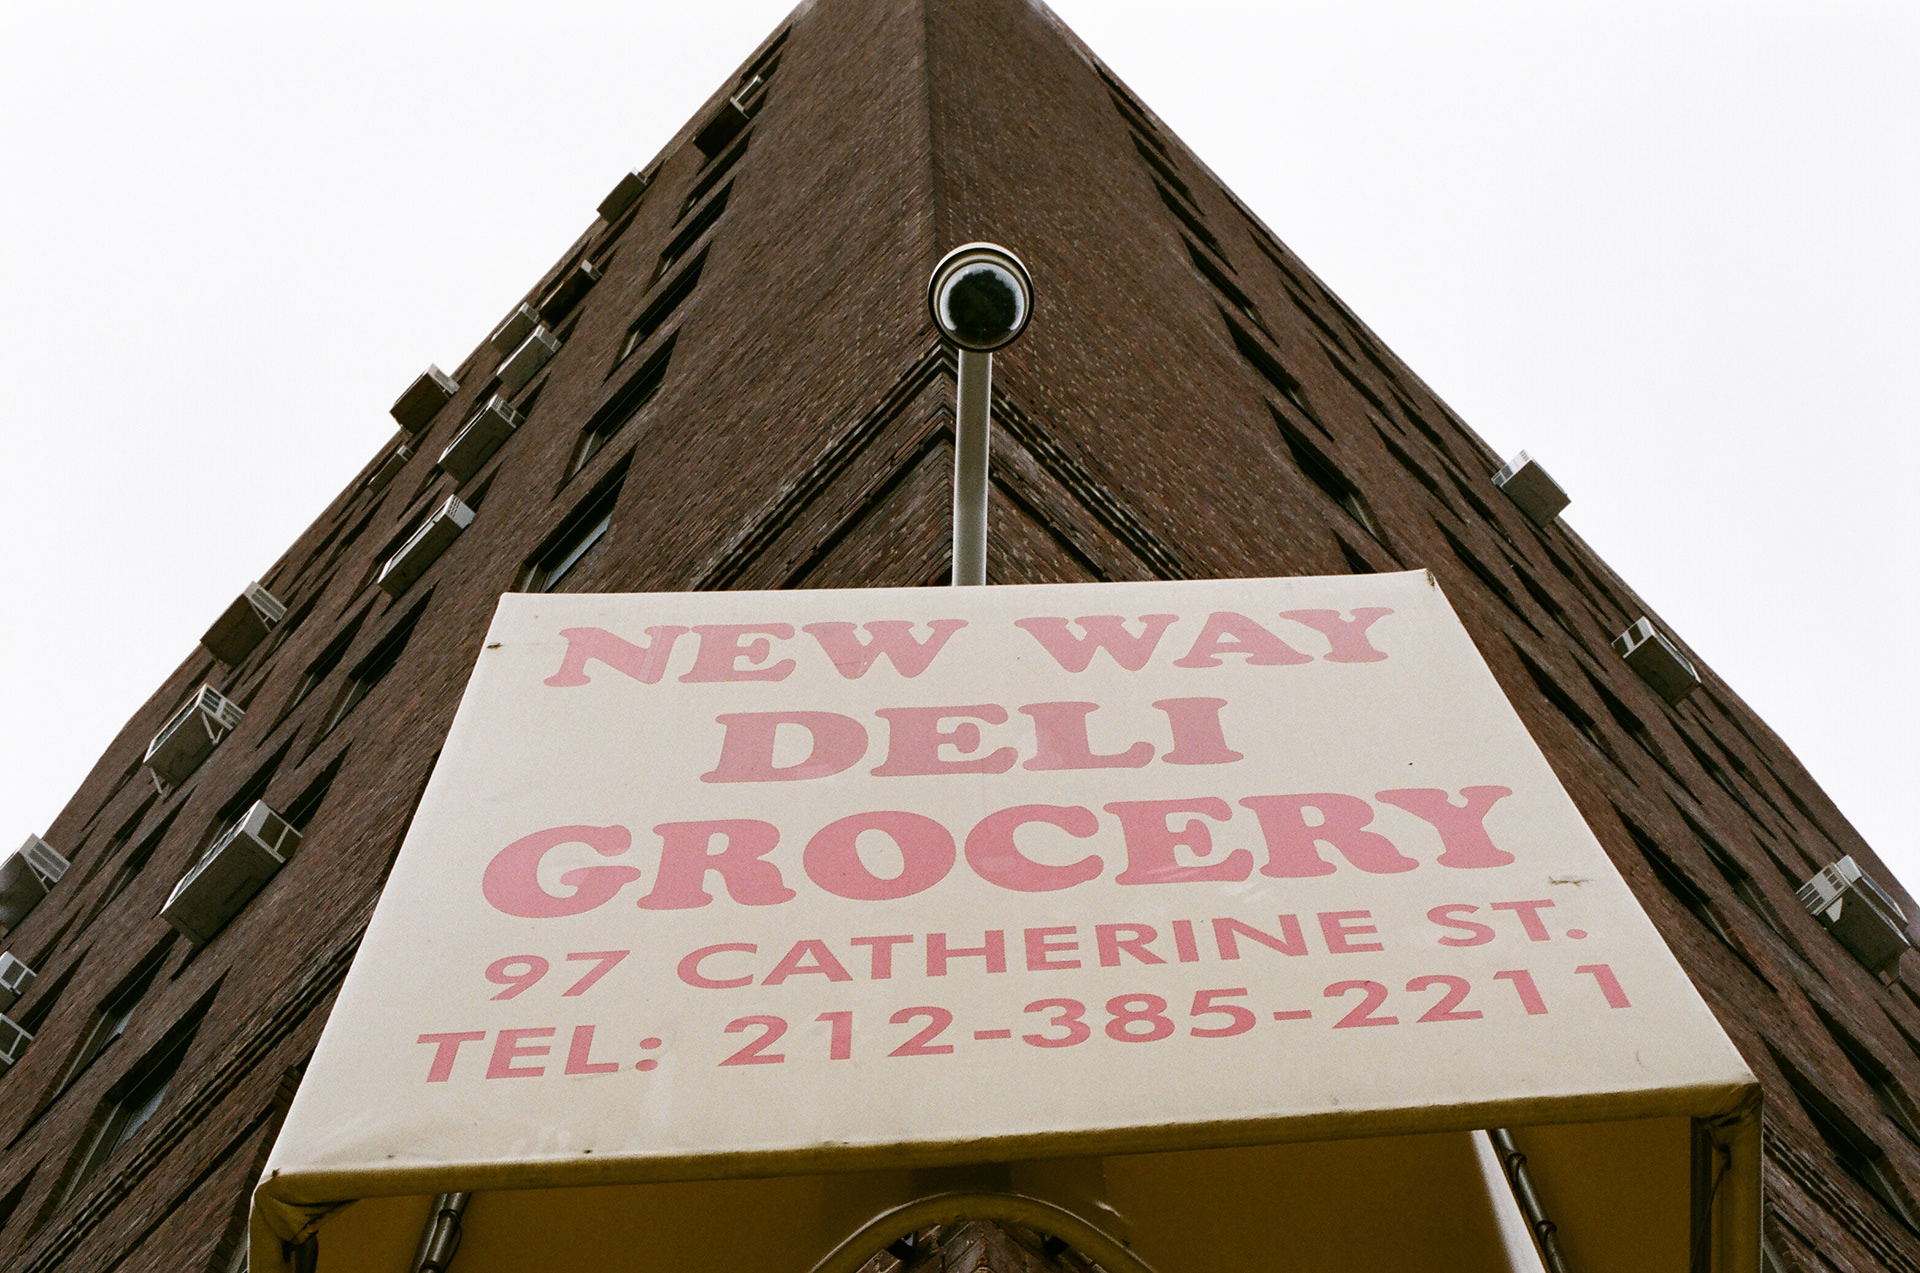 NEW WAY
DELI
GROCERY
97 CATHERINE ST.
TEL: 212-385-2211